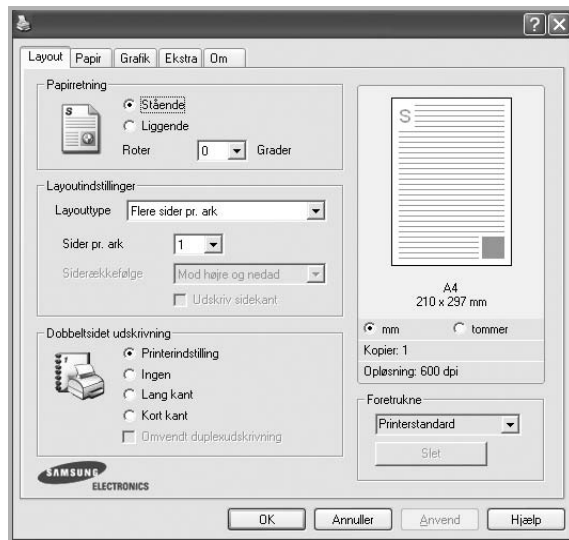 Layout Papir Grafik Ekstra Om
Papirretning
Stående
Liggende
Roter 0 Grader
Layoutindstillinger
Layouttype Flere sider pr. ark
Sider pr. ark 1
Siderækkefølge Mod højre og nedad
Udskriv sidekant
Dobbeltsidet udskrivning
Printerindstilling
Ingen
Lang kant
Kort kant
Omvendt duplexudskrivning
SAMSUNG
ELECTRONICS
S
A4
210 x 297 mm
mm tommer
Kopier: 1
Opløsning: 600 dpi
Foretrukne
Printerstandard
Slet
OK Annuller Anvend Hjælp